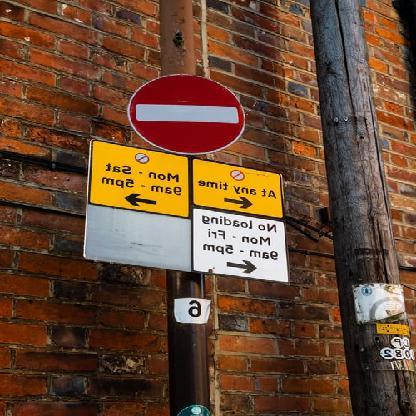 Mon - Sat
9am - 5pm
At any time
No loading
Mon - Fri
9am - 5pm
6